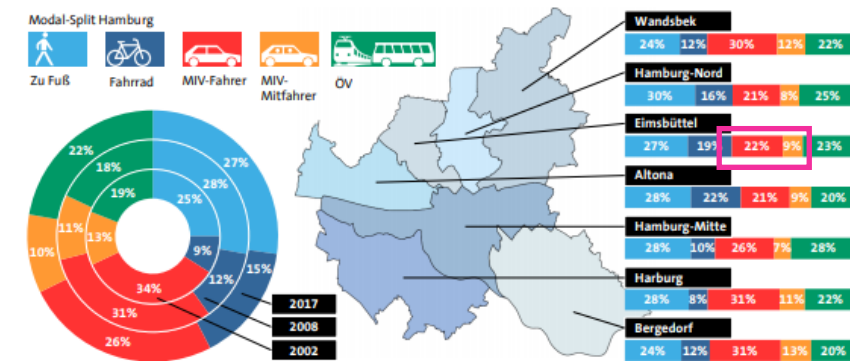 Modal-Split Hamburg
Zu Fuß
Fahrrad
MIV-Fahrer
MIV-
Mitfahrer
ÖV
22%
27%
18%
28%
19%
25%
11%
13%
10%
9%
12%
15%
34%
31%
26%
2017
2008
2002
Wandsbek
24% 12% 30% 12% 22%
Hamburg-Nord
30% 16% 21% 8% 25%
Eimsbüttel
27% 19% 22% 9% 23%
Altona
28% 22% 21% 9% 20%
Hamburg-Mitte
28% 10% 26% 7% 28%
Harburg
28% 8% 31% 11% 22%
Bergedorf
24% 12% 31% 13% 20%